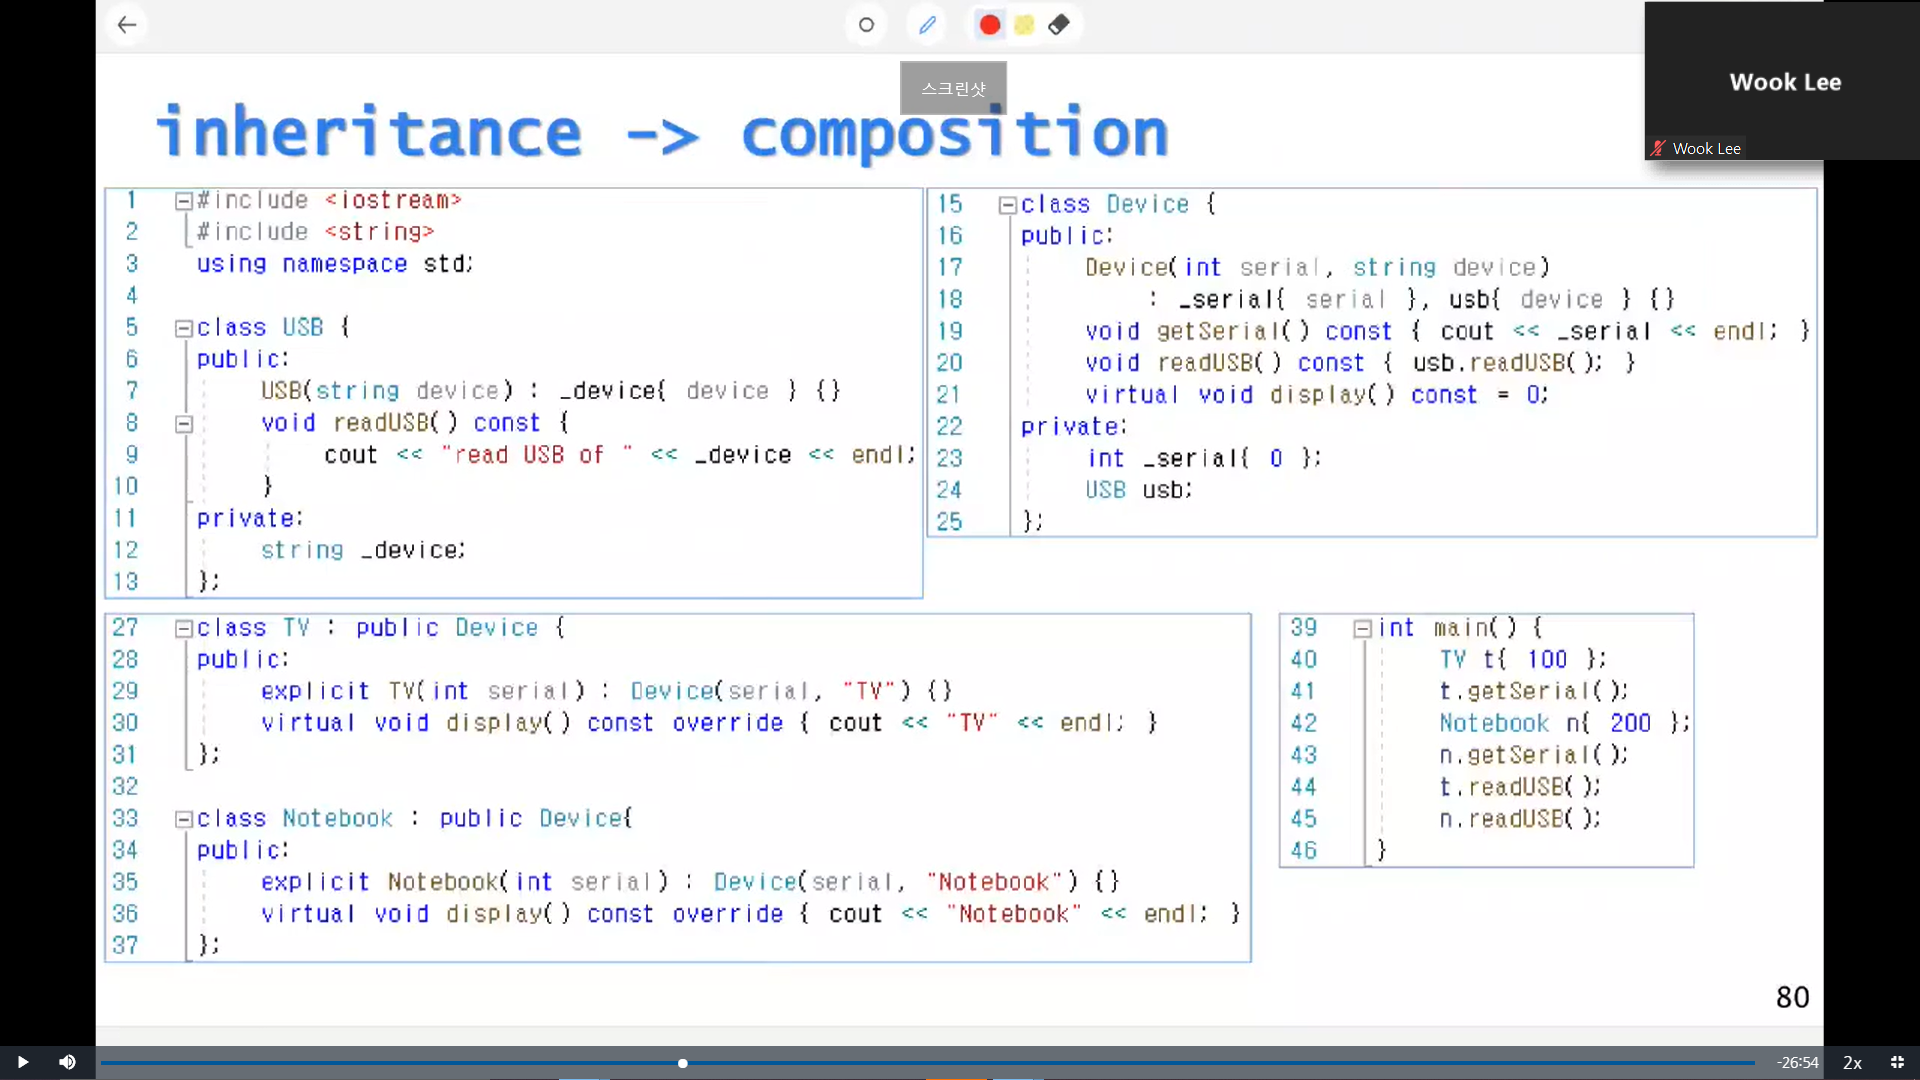 스크린샷
Wook Lee
Wook Lee
inheritance -> composition
1 #include <iostream>
2 #include <string>
3 using namespace std;
4
5 class USB {
6 public:
7 USB(string device) : _device{ device } {}
8 void readUSB() const {
9 cout << "read USB of " << _device << endl;
10 }
11 private:
12 string _device;
13 };
15 class Device {
16 public:
17 Device(int serial, string device)
18 : _serial{ serial }, usb{ device } {}
19 void getSerial() const { cout << _serial << endl; }
20 void readUSB() const { usb.readUSB(); }
21 virtual void display() const = 0;
22 private:
23 int _serial{ 0 };
24 USB usb;
25 };
27 class TV : public Device {
28 public:
29 explicit TV(int serial) : Device(serial, "TV") {}
30 virtual void display() const override { cout << "TV" << endl; }
31 };
32
33 class Notebook : public Device{
34 public:
35 explicit Notebook(int serial) : Device(serial, "Notebook") {}
36 virtual void display() const override { cout << "Notebook" << endl; }
37 };
39 int main() {
40 TV t{ 100 };
41 t.getSerial();
42 Notebook n{ 200 };
43 n.getSerial();
44 t.readUSB();
45 n.readUSB();
46 }
80
-26:54
2x